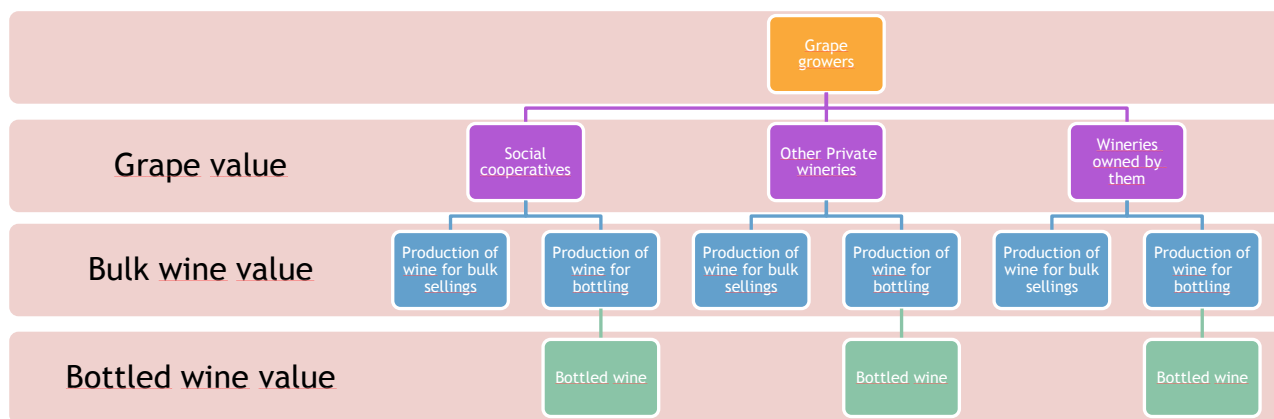 Grape
growers
Grape value
Social
cooperatives
Other Private
wineries
Wineries
owned by
them
Bulk wine value
Production of
wine for bulk
sellings
Production of
wine for
bottling
Production of
wine for bulk
sellings
Production of
wine for
bottling
Production of
wine for bulk
sellings
Production of
wine for
bottling
Bottled wine value
Bottled wine
Bottled wine
Bottled wine